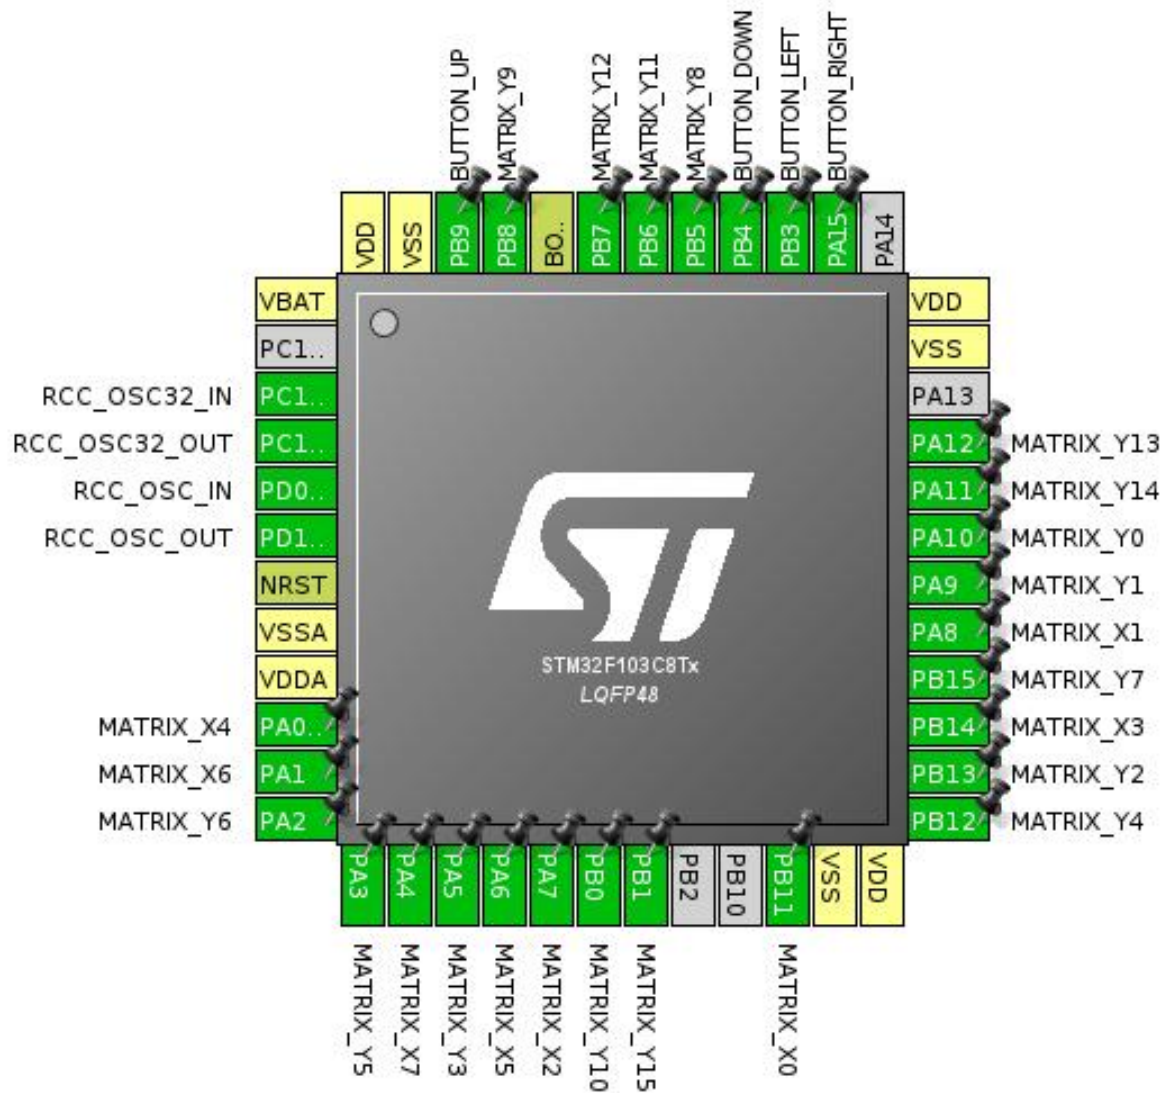 BUTTON_UP
MATRIX_Y9
MATRIX_Y12
MATRIX_Y11
MATRIX_Y8
BUTTON_DOWN
BUTTON_LEFT
BUTTON_RIGHT
VDD
VSS
PB9
PB8
BO..
PB7
PB6
PB5
PB4
PB3
PA15
PA14
VBAT
PC1..
RCC_OSC32_IN PC1..
RCC_OSC32_OUT PC1..
RCC_OSC_IN PD0..
RCC_OSC_OUT PD1..
NRST
VSSA
VDDA
MATRIX_X4 PA0..
MATRIX_X6 PA1
MATRIX_Y6 PA2
VDD
VSS
PA13
PA12 MATRIX_Y13
PA11 MATRIX_Y14
PA10 MATRIX_Y0
PA9 MATRIX_Y1
PA8 MATRIX_X1
PB15 MATRIX_Y7
PB14 MATRIX_X3
PB13 MATRIX_Y2
PB12 MATRIX_Y4
ST
STM32F103C8Tx
LQFP48
PA3
PA4
PA5
PA6
PA7
PB0
PB1
PB2
PB10
PB11
VSS
VDD
MATRIX_Y5
MATRIX_X7
MATRIX_Y3
MATRIX_X5
MATRIX_X2
MATRIX_Y10
MATRIX_Y15
MATRIX_X0